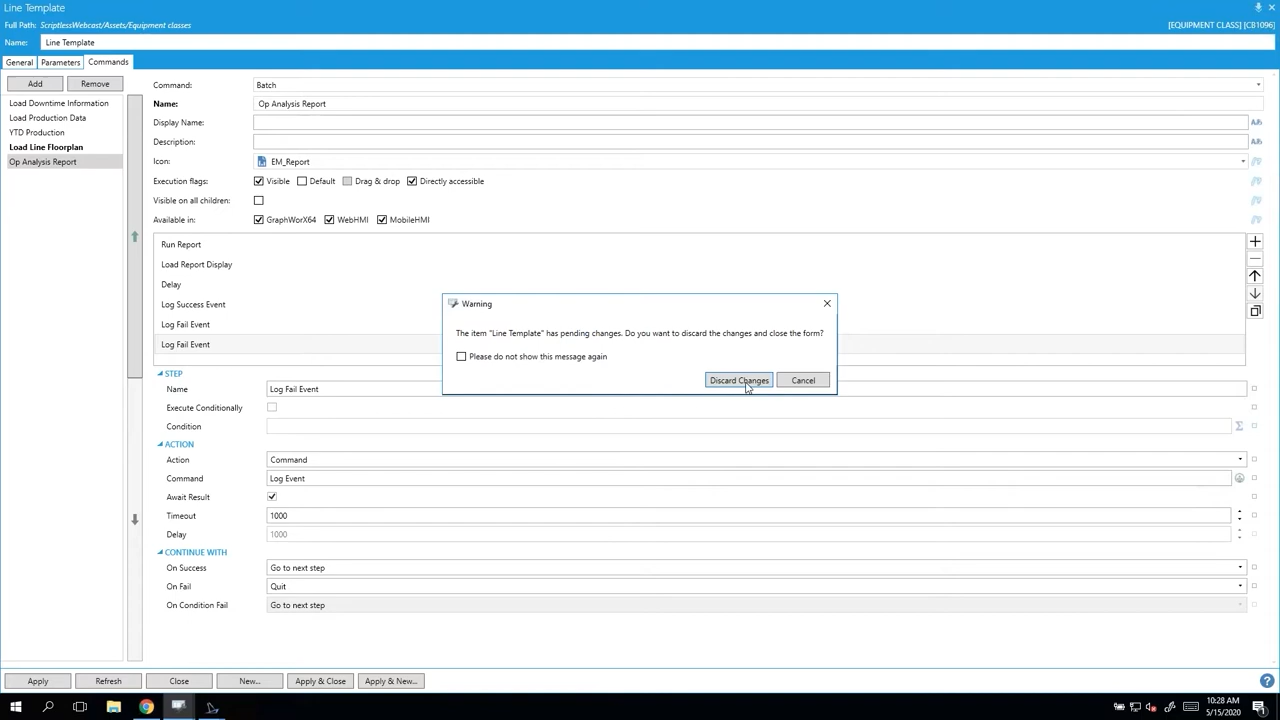 Line Template
Full Path: ScriptlessWebcast/Assets/Equipment classes
[EQUIPMENT CLASS] [CB1096]
Name: Line Template
General Parameters Commands
Add Remove
Load Downtime Information
Load Production Data
YTD Production
Load Line Floorplan
Op Analysis Report
Command: Batch
Name: Op Analysis Report
Display Name:
Description:
Icon: EM_Report
Execution flags: Visible Default Drag & drop Directly accessible
Visible on all children:
Available in: GraphWorX64 WebHMI MobileHMI
Run Report
Load Report Display
Delay
Log Success Event
Log Fail Event
Log Fail Event
Warning
The item "Line Template" has pending changes. Do you want to discard the changes and close the form?
Please do not show this message again
Discard Changes Cancel
STEP
Name Log Fail Event
Execute Conditionally
Condition
ACTION
Action Command
Command Log Event
Await Result
Timeout 1000
Delay 1000
CONTINUE WITH
On Success Go to next step
On Fail Quit
On Condition Fail Go to next step
Apply Refresh Close New... Apply & Close Apply & New...
10:28 AM
5/15/2020